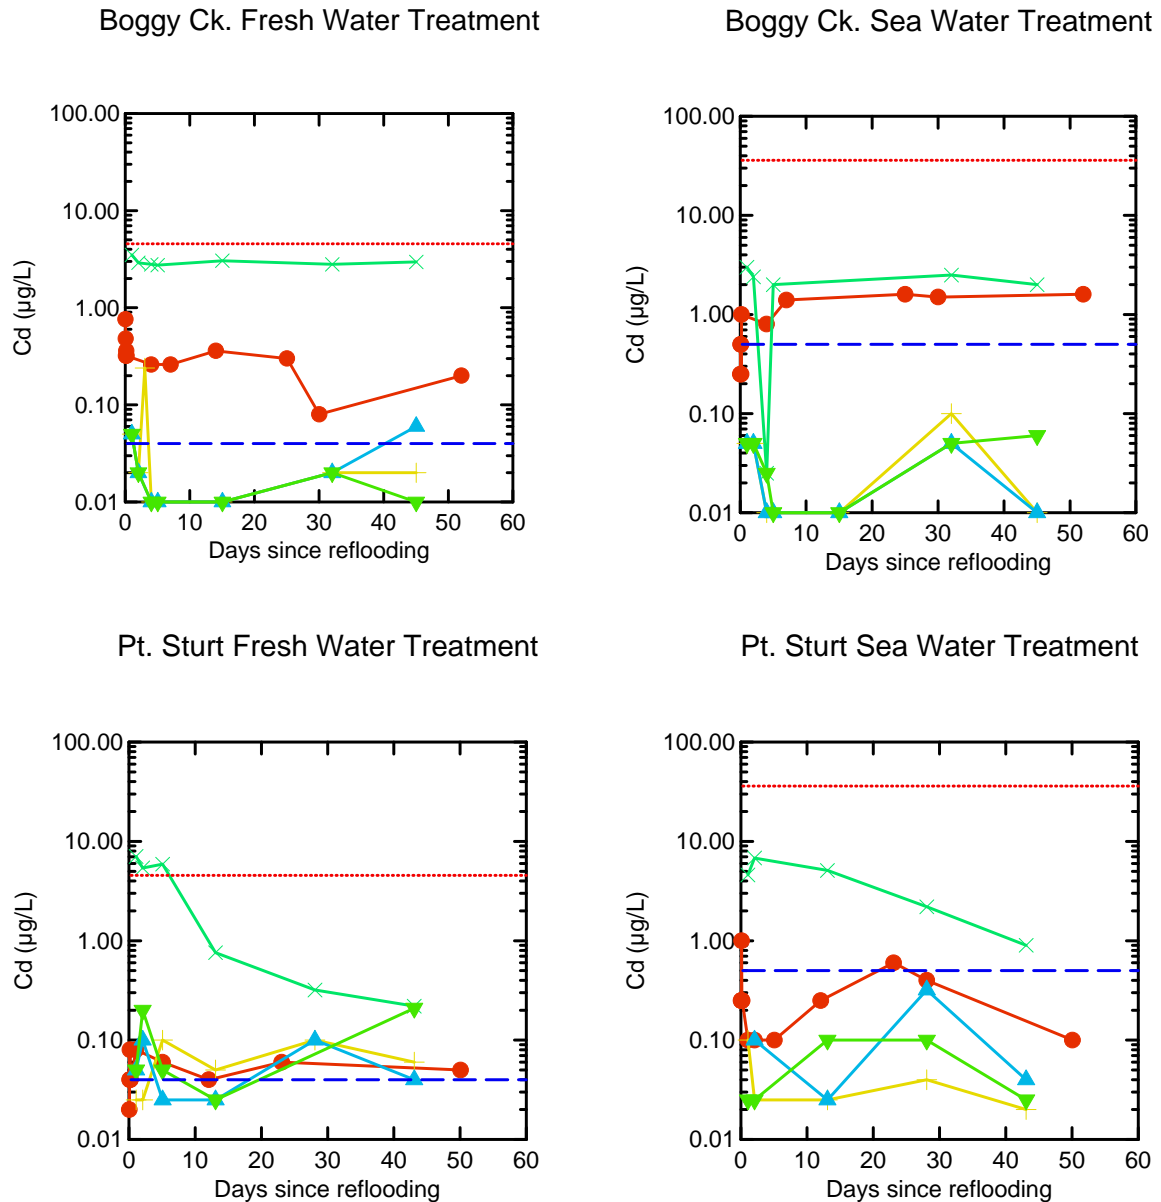 Boggy Ck. Fresh Water Treatment
100.00
10.00
1.00
0.10
0.01
Cd (µg/L)
0 10 20 30 40 50 60
Days since reflooding
Boggy Ck. Sea Water Treatment
100.00
10.00
1.00
0.10
0.01
Cd (µg/L)
0 10 20 30 40 50 60
Days since reflooding
Pt. Sturt Fresh Water Treatment
100.00
10.00
1.00
0.10
0.01
Cd (µg/L)
0 10 20 30 40 50 60
Days since reflooding
Pt. Sturt Sea Water Treatment
100.00
10.00
1.00
0.10
0.01
Cd (µg/L)
0 10 20 30 40 50 60
Days since reflooding